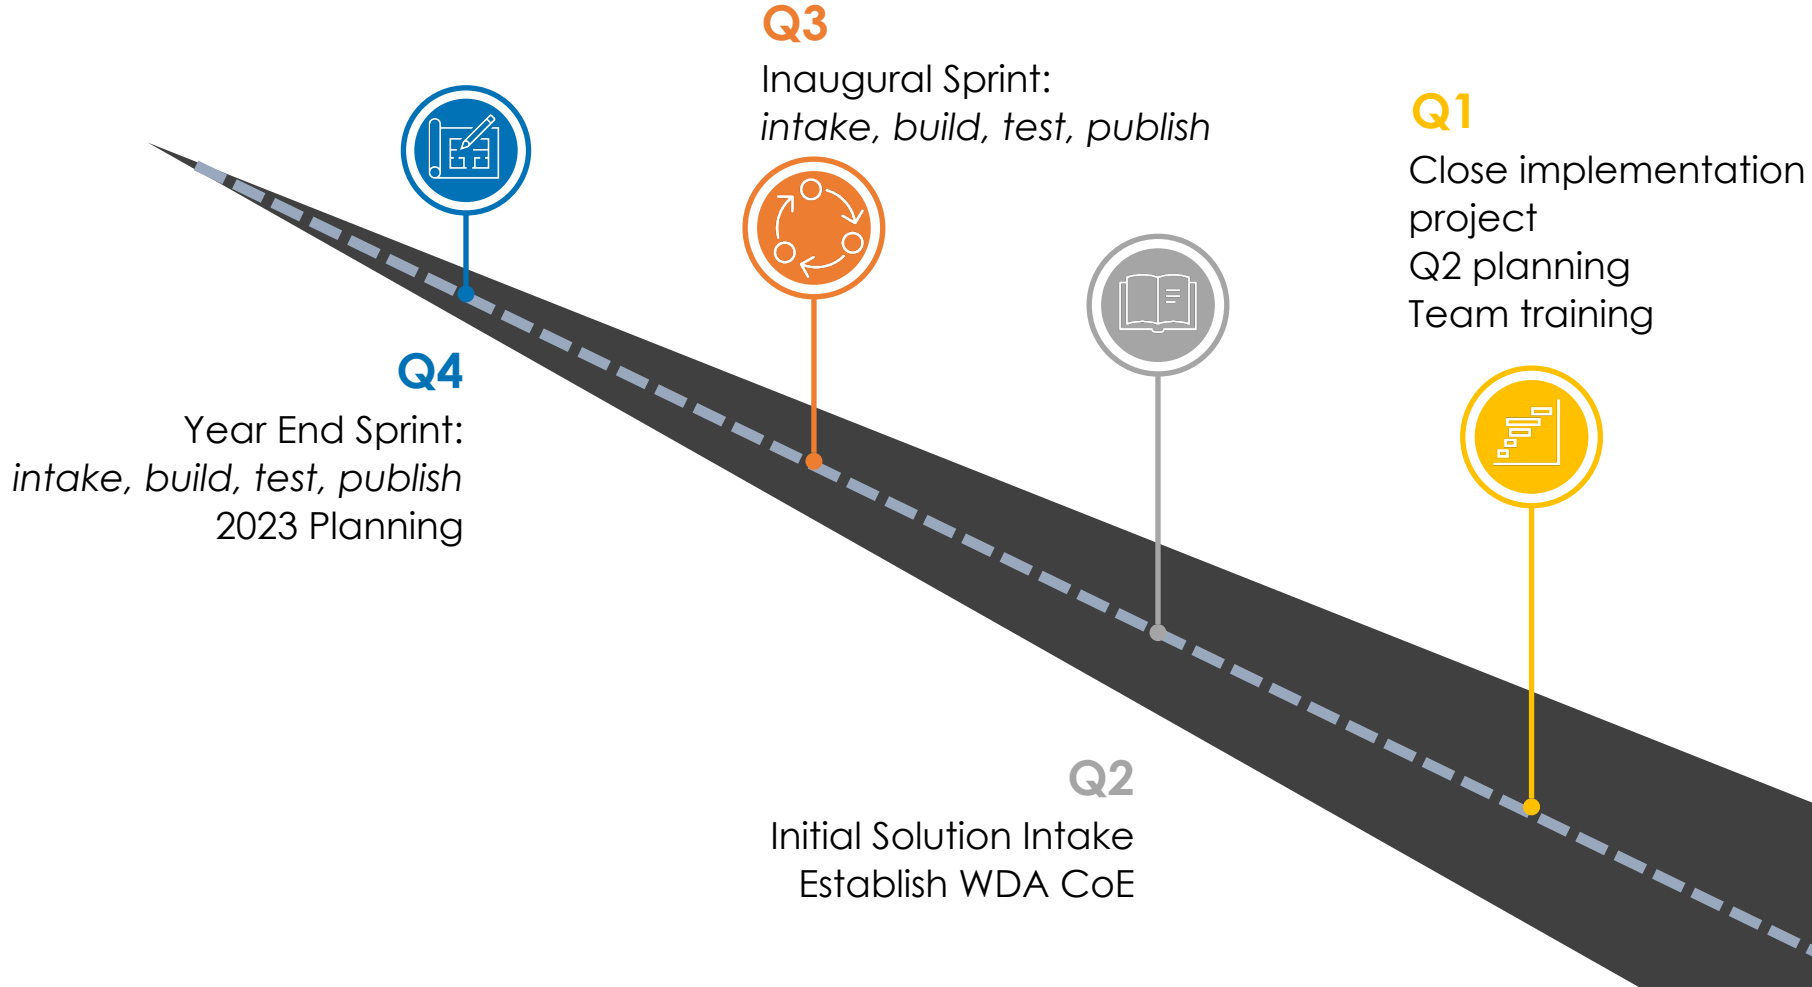 Q3
Inaugural Sprint:
intake, build, test, publish
Q1
Close implementation
project
Q2 planning
Team training
Q4
Year End Sprint:
intake, build, test, publish
2023 Planning
Q2
Initial Solution Intake
Establish WDA CoE